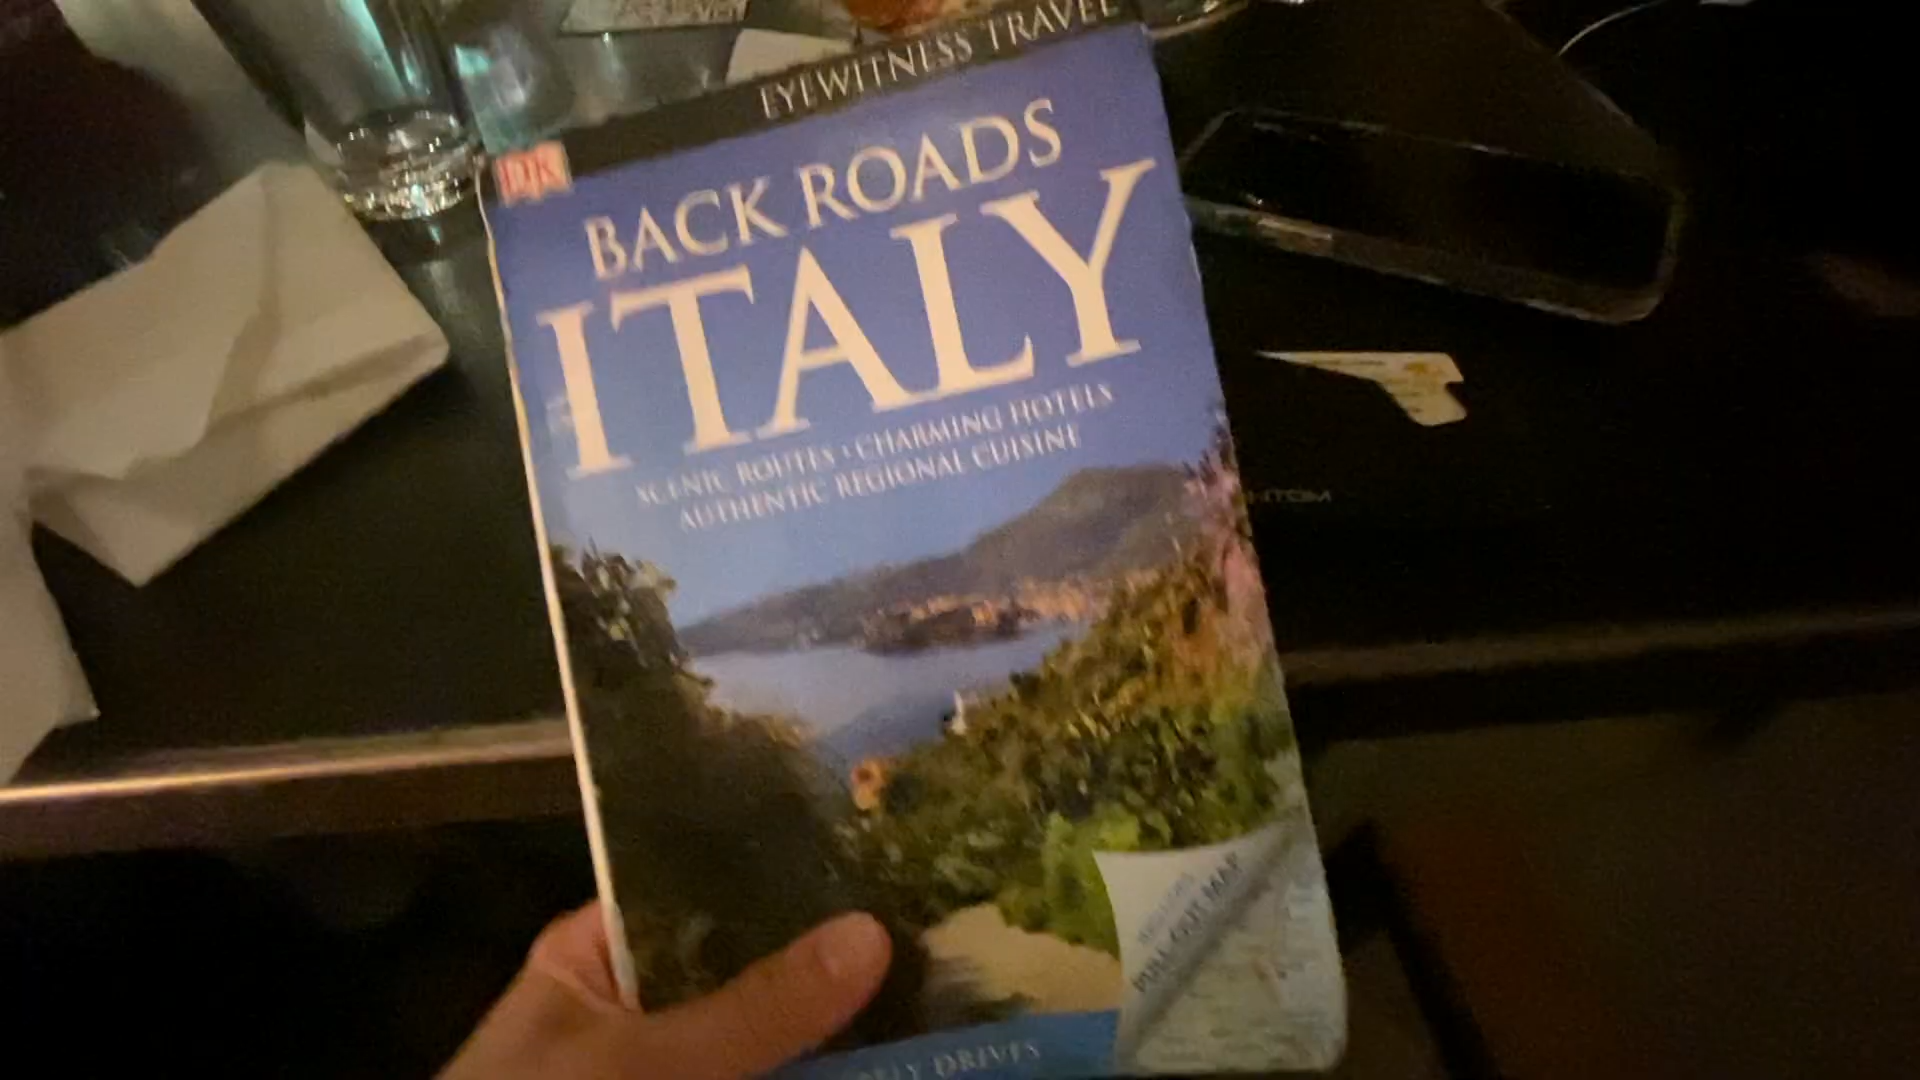 EYEWITNESS TRAVEL
DK
BACK ROADS
ITALY
SCENIC ROUTES • CHARMING HOTELS
AUTHENTIC REGIONAL CUISINE
PULL-OUT MAP
DRIVES